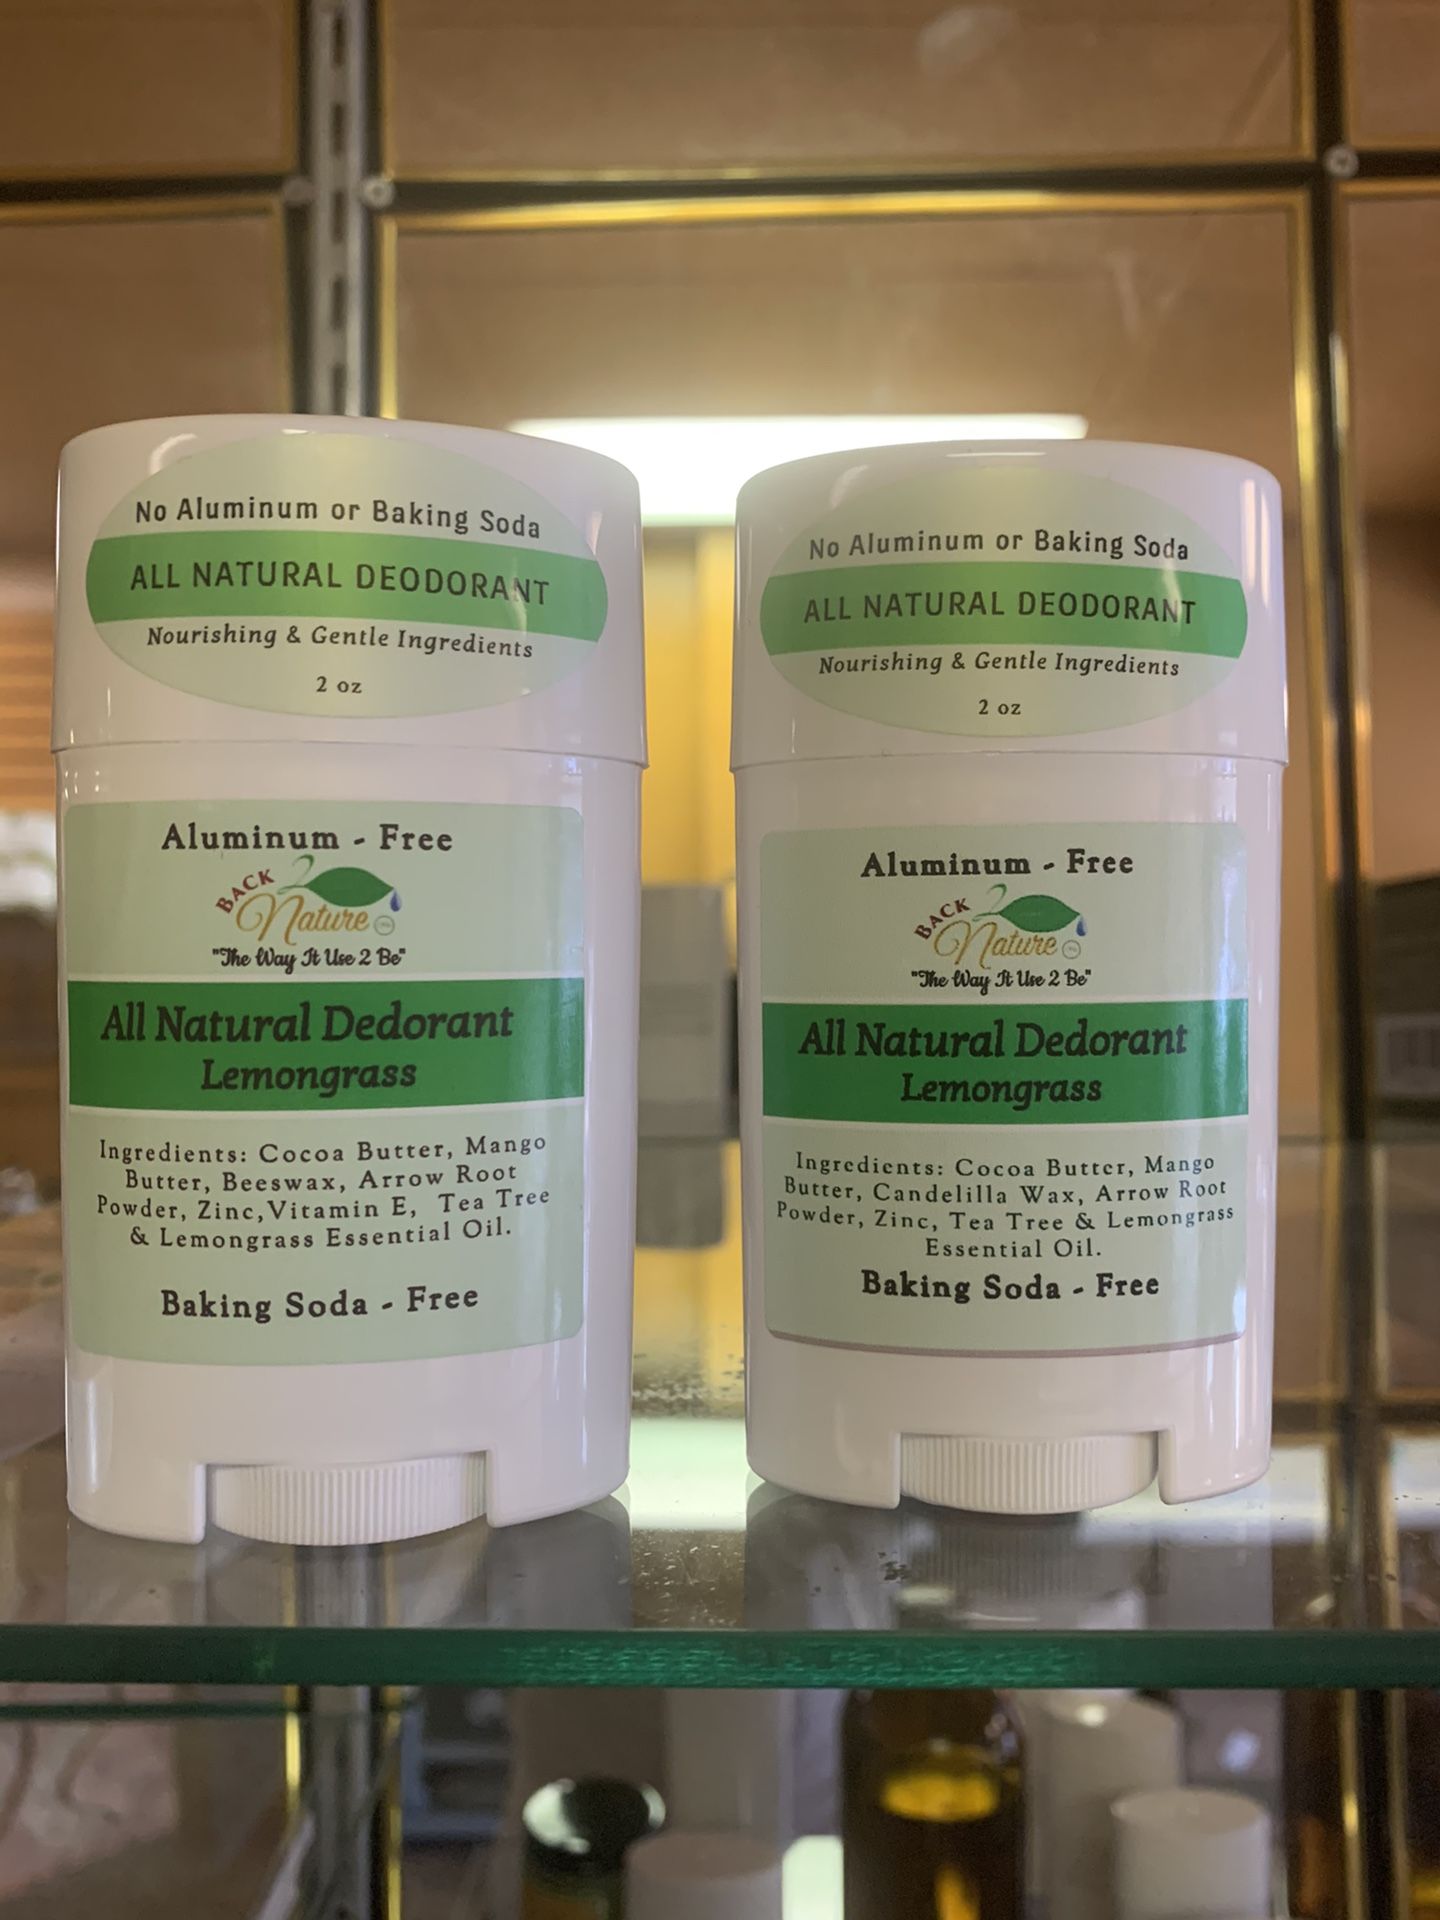 No Aluminum or Baking Soda
ALL NATURAL DEODORANT
Nourishing & Gentle Ingredients
2 oz
Aluminum - Free
BACK 2
Nature
"The Way It Use 2 Be"
All Natural Dedorant
Lemongrass
Ingredients: Cocoa Butter, Mango
Butter, Beeswax, Arrow Root
Powder, Zinc,Vitamin E, Tea Tree
& Lemongrass Essential Oil.
Baking Soda - Free
No Aluminum or Baking Soda
ALL NATURAL DEODORANT
Nourishing & Gentle Ingredients
2 oz
Aluminum - Free
BACK 2
Nature
"The Way It Use 2 Be"
All Natural Dedorant
Lemongrass
Ingredients: Cocoa Butter, Mango
Butter, Candelilla Wax, Arrow Root
Powder, Zinc, Tea Tree & Lemongrass
Essential Oil.
Baking Soda - Free